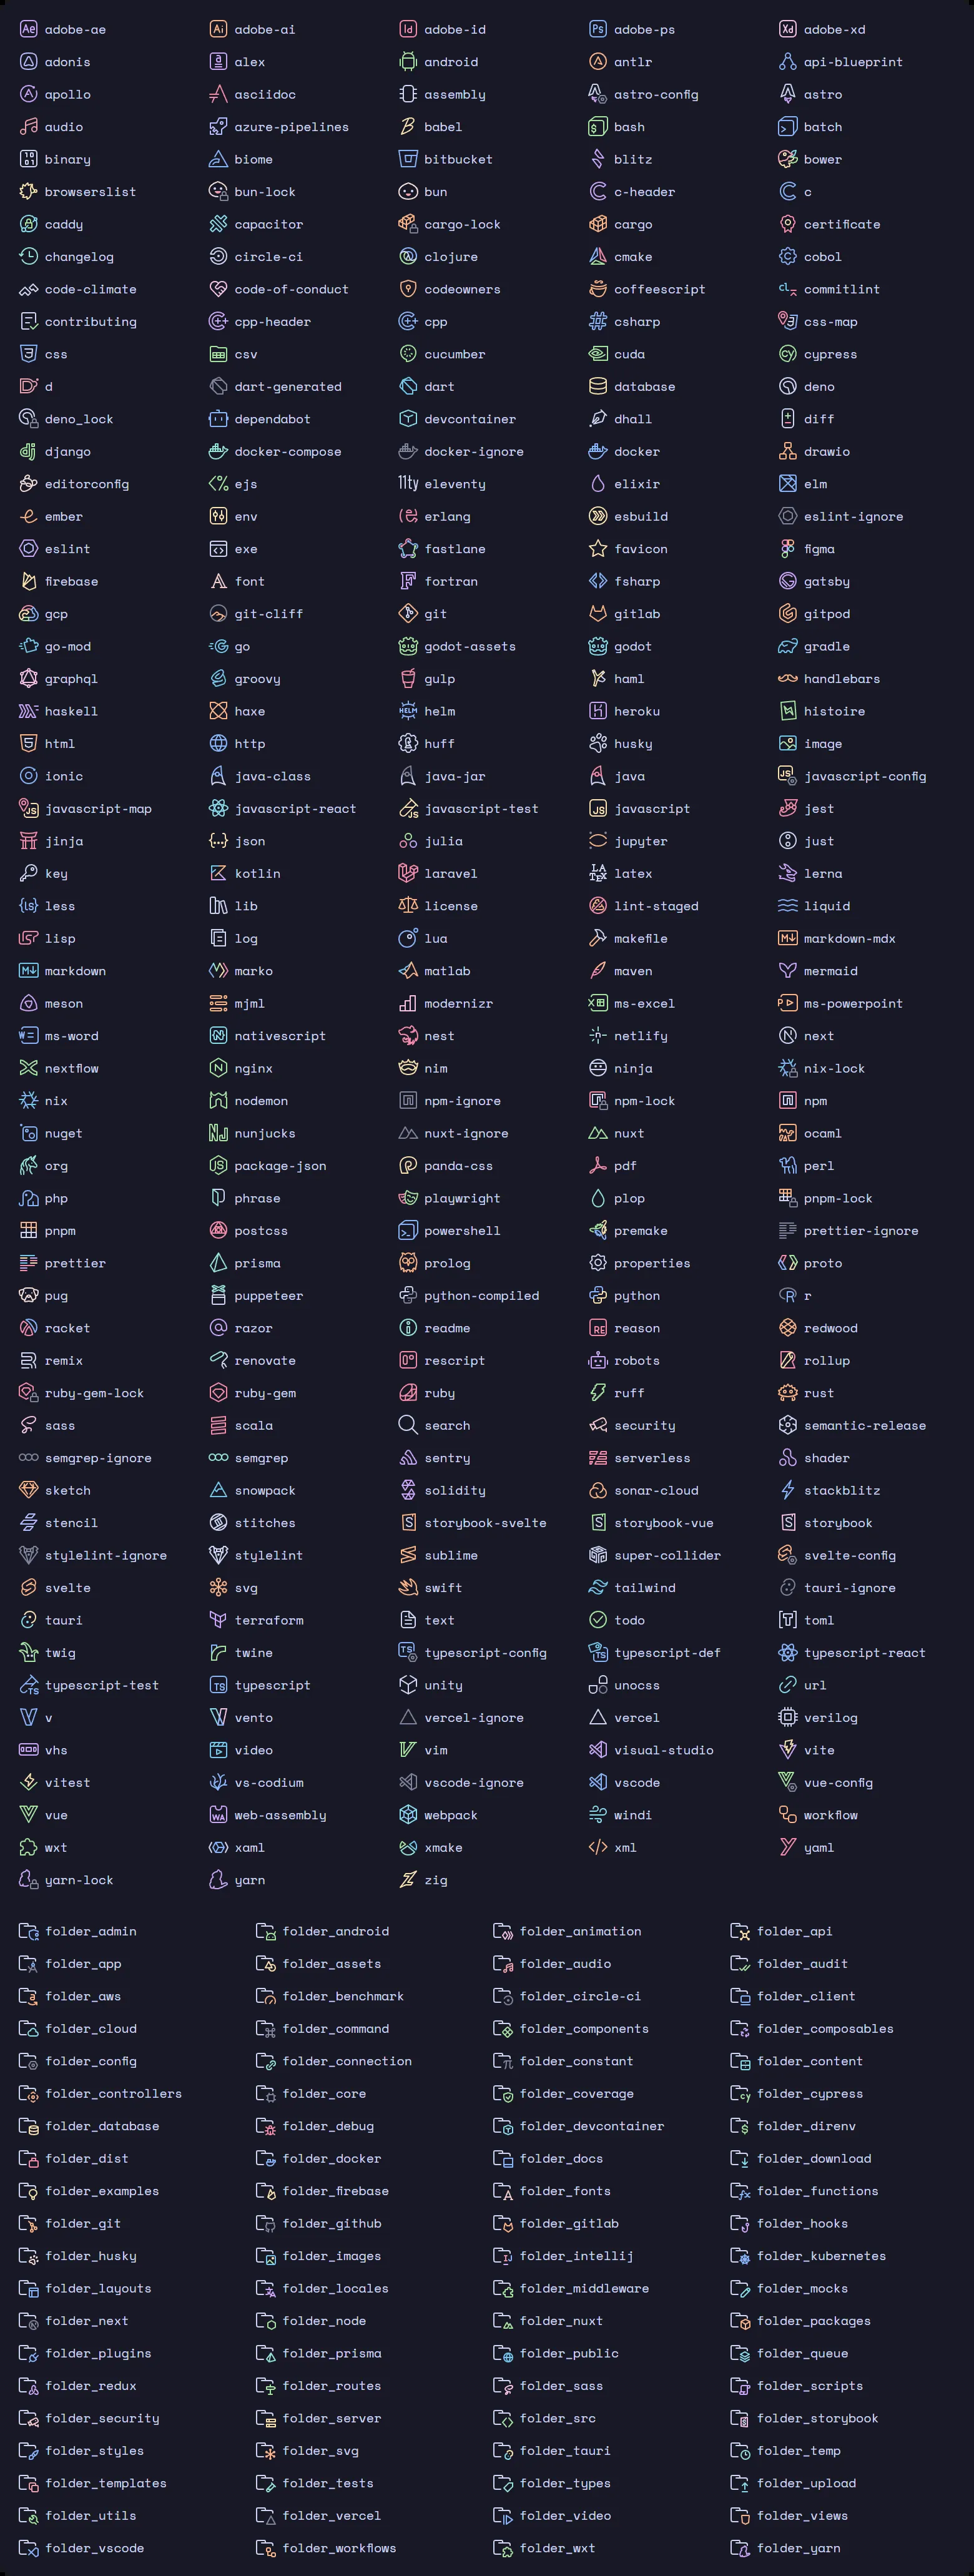 adobe-ae adobe-ai adobe-id adobe-ps adobe-xd
adonis alex android antlr api-blueprint
apollo asciidoc assembly astro-config astro
audio azure-pipelines babel bash batch
binary biome bitbucket blitz bower
browserslist bun-lock bun c-header c
caddy capacitor cargo-lock cargo certificate
changelog circle-ci clojure cmake cobol
code-climate code-of-conduct codeowners coffeescript commitlint
contributing cpp-header cpp csharp css-map
css csv cucumber cuda cypress
d dart-generated dart database deno
deno_lock dependabot devcontainer dhall diff
django docker-compose docker-ignore docker drawio
editorconfig ejs eleventy elixir elm
ember env erlang esbuild eslint-ignore
eslint exe fastlane favicon figma
firebase font fortran fsharp gatsby
gcp git-cliff git gitlab gitpod
go-mod go godot-assets godot gradle
graphql groovy gulp haml handlebars
haskell haxe helm heroku histoire
html http huff husky image
ionic java-class java-jar java javascript-config
javascript-map javascript-react javascript-test javascript jest
jinja json julia jupyter just
key kotlin laravel latex lerna
less lib license lint-staged liquid
lisp log lua makefile markdown-mdx
markdown marko matlab maven mermaid
meson mjml modernizr ms-excel ms-powerpoint
ms-word nativescript nest netlify next
nextflow nginx nim ninja nix-lock
nix nodemon npm-ignore npm-lock npm
nuget nunjucks nuxt-ignore nuxt ocaml
org package-json panda-css pdf perl
php phrase playwright plop pnpm-lock
pnpm postcss powershell premake prettier-ignore
prettier prisma prolog properties proto
pug puppeteer python-compiled python r
racket razor readme reason redwood
remix renovate rescript robots rollup
ruby-gem-lock ruby-gem ruby ruff rust
sass scala search security semantic-release
semgrep-ignore semgrep sentry serverless shader
sketch snowpack solidity sonar-cloud stackblitz
stencil stitches storybook-svelte storybook-vue storybook
stylelint-ignore stylelint sublime super-collider svelte-config
svelte svg swift tailwind tauri-ignore
tauri terraform text todo toml
twig twine typescript-config typescript-def typescript-react
typescript-test typescript unity unocss url
v vento vercel-ignore vercel verilog
vhs video vim visual-studio vite
vitest vs-codium vscode-ignore vscode vue-config
vue web-assembly webpack windi workflow
wxt xaml xmake xml yaml
yarn-lock yarn zig
folder_admin folder_android folder_animation folder_api
folder_app folder_assets folder_audio folder_audit
folder_aws folder_benchmark folder_circle-ci folder_client
folder_cloud folder_command folder_components folder_composables
folder_config folder_connection folder_constant folder_content
folder_controllers folder_core folder_coverage folder_cypress
folder_database folder_debug folder_devcontainer folder_direnv
folder_dist folder_docker folder_docs folder_download
folder_examples folder_firebase folder_fonts folder_functions
folder_git folder_github folder_gitlab folder_hooks
folder_husky folder_images folder_intellij folder_kubernetes
folder_layouts folder_locales folder_middleware folder_mocks
folder_next folder_node folder_nuxt folder_packages
folder_plugins folder_prisma folder_public folder_queue
folder_redux folder_routes folder_sass folder_scripts
folder_security folder_server folder_src folder_storybook
folder_styles folder_svg folder_tauri folder_temp
folder_templates folder_tests folder_types folder_upload
folder_utils folder_vercel folder_video folder_views
folder_vscode folder_workflows folder_wxt folder_yarn